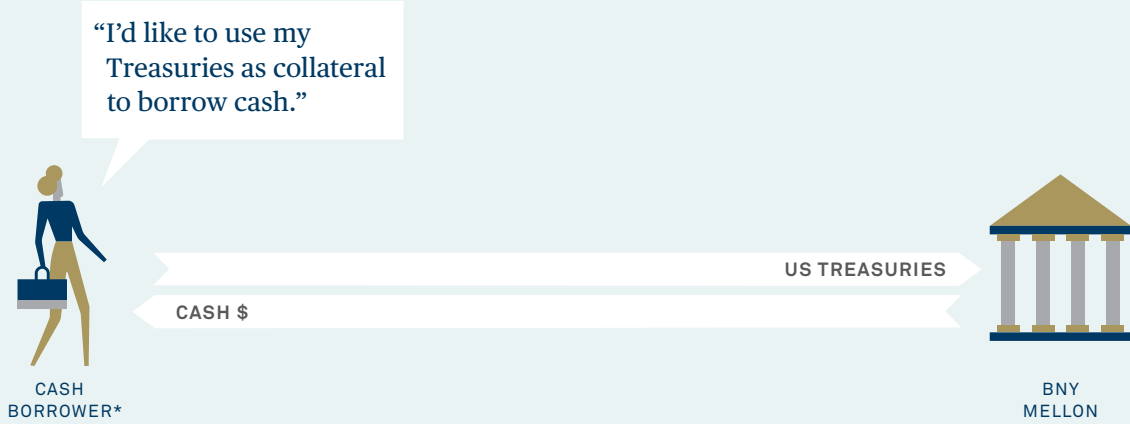 “I’d like to use my
Treasuries as collateral
to borrow cash.”
US TREASURIES
CASH $
CASH
BORROWER*
BNY
MELLON